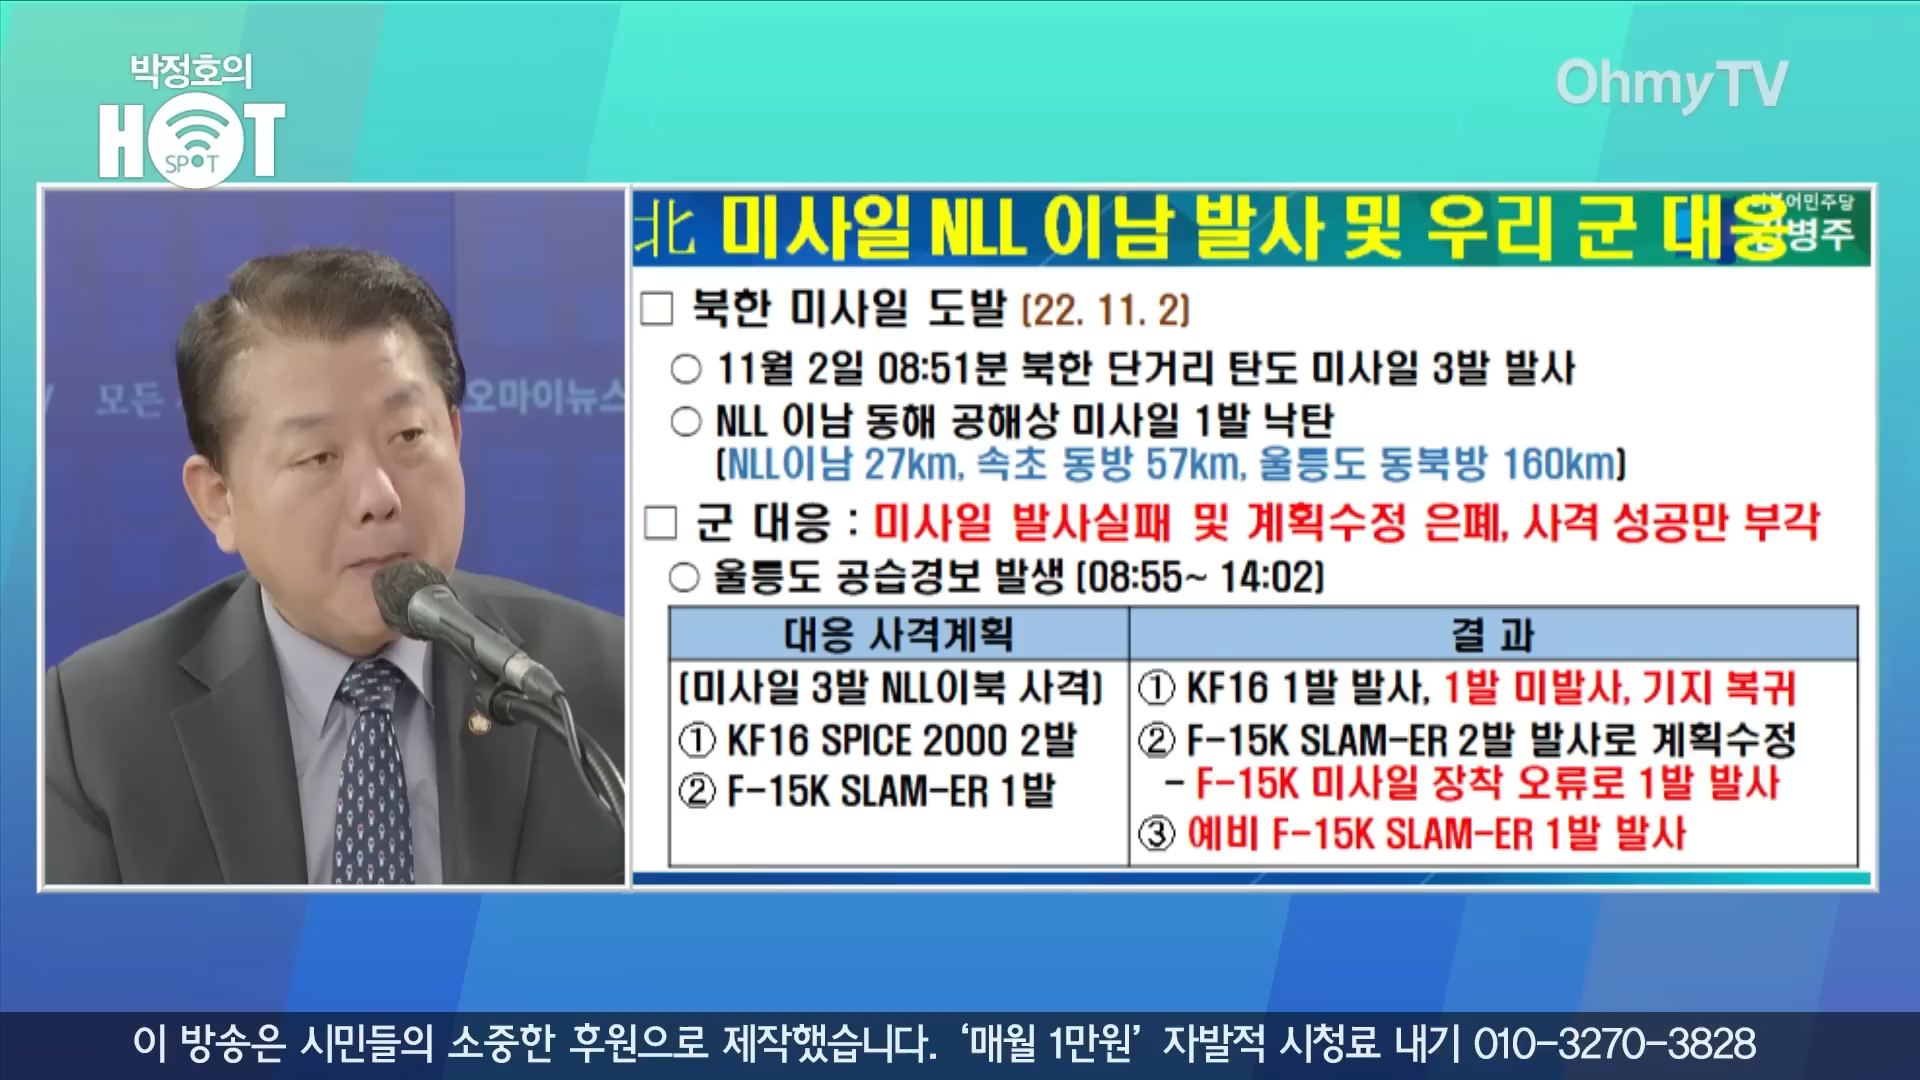 박정호의
HOT
SPOT
OhmyTV
모든
오마이뉴스
北 미사일 NLL 이남 발사 및 우리 군 대응
더불어민주당
병주
□ 북한 미사일 도발 (22. 11. 2)
○ 11월 2일 08:51분 북한 단거리 탄도 미사일 3발 발사
○ NLL 이남 동해 공해상 미사일 1발 낙탄
(NLL이남 27km, 속초 동방 57km, 울릉도 동북방 160km)
□ 군 대응 : 미사일 발사실패 및 계획수정 은폐, 사격 성공만 부각
○ 울릉도 공습경보 발생 (08:55~ 14:02)
대응 사격계획
(미사일 3발 NLL이북 사격)
① KF16 SPICE 2000 2발
② F-15K SLAM-ER 1발
결 과
① KF16 1발 발사, 1발 미발사, 기지 복귀
② F-15K SLAM-ER 2발 발사로 계획수정
- F-15K 미사일 장착 오류로 1발 발사
③ 예비 F-15K SLAM-ER 1발 발사
이 방송은 시민들의 소중한 후원으로 제작했습니다. ‘매월 1만원’ 자발적 시청료 내기 010-3270-3828